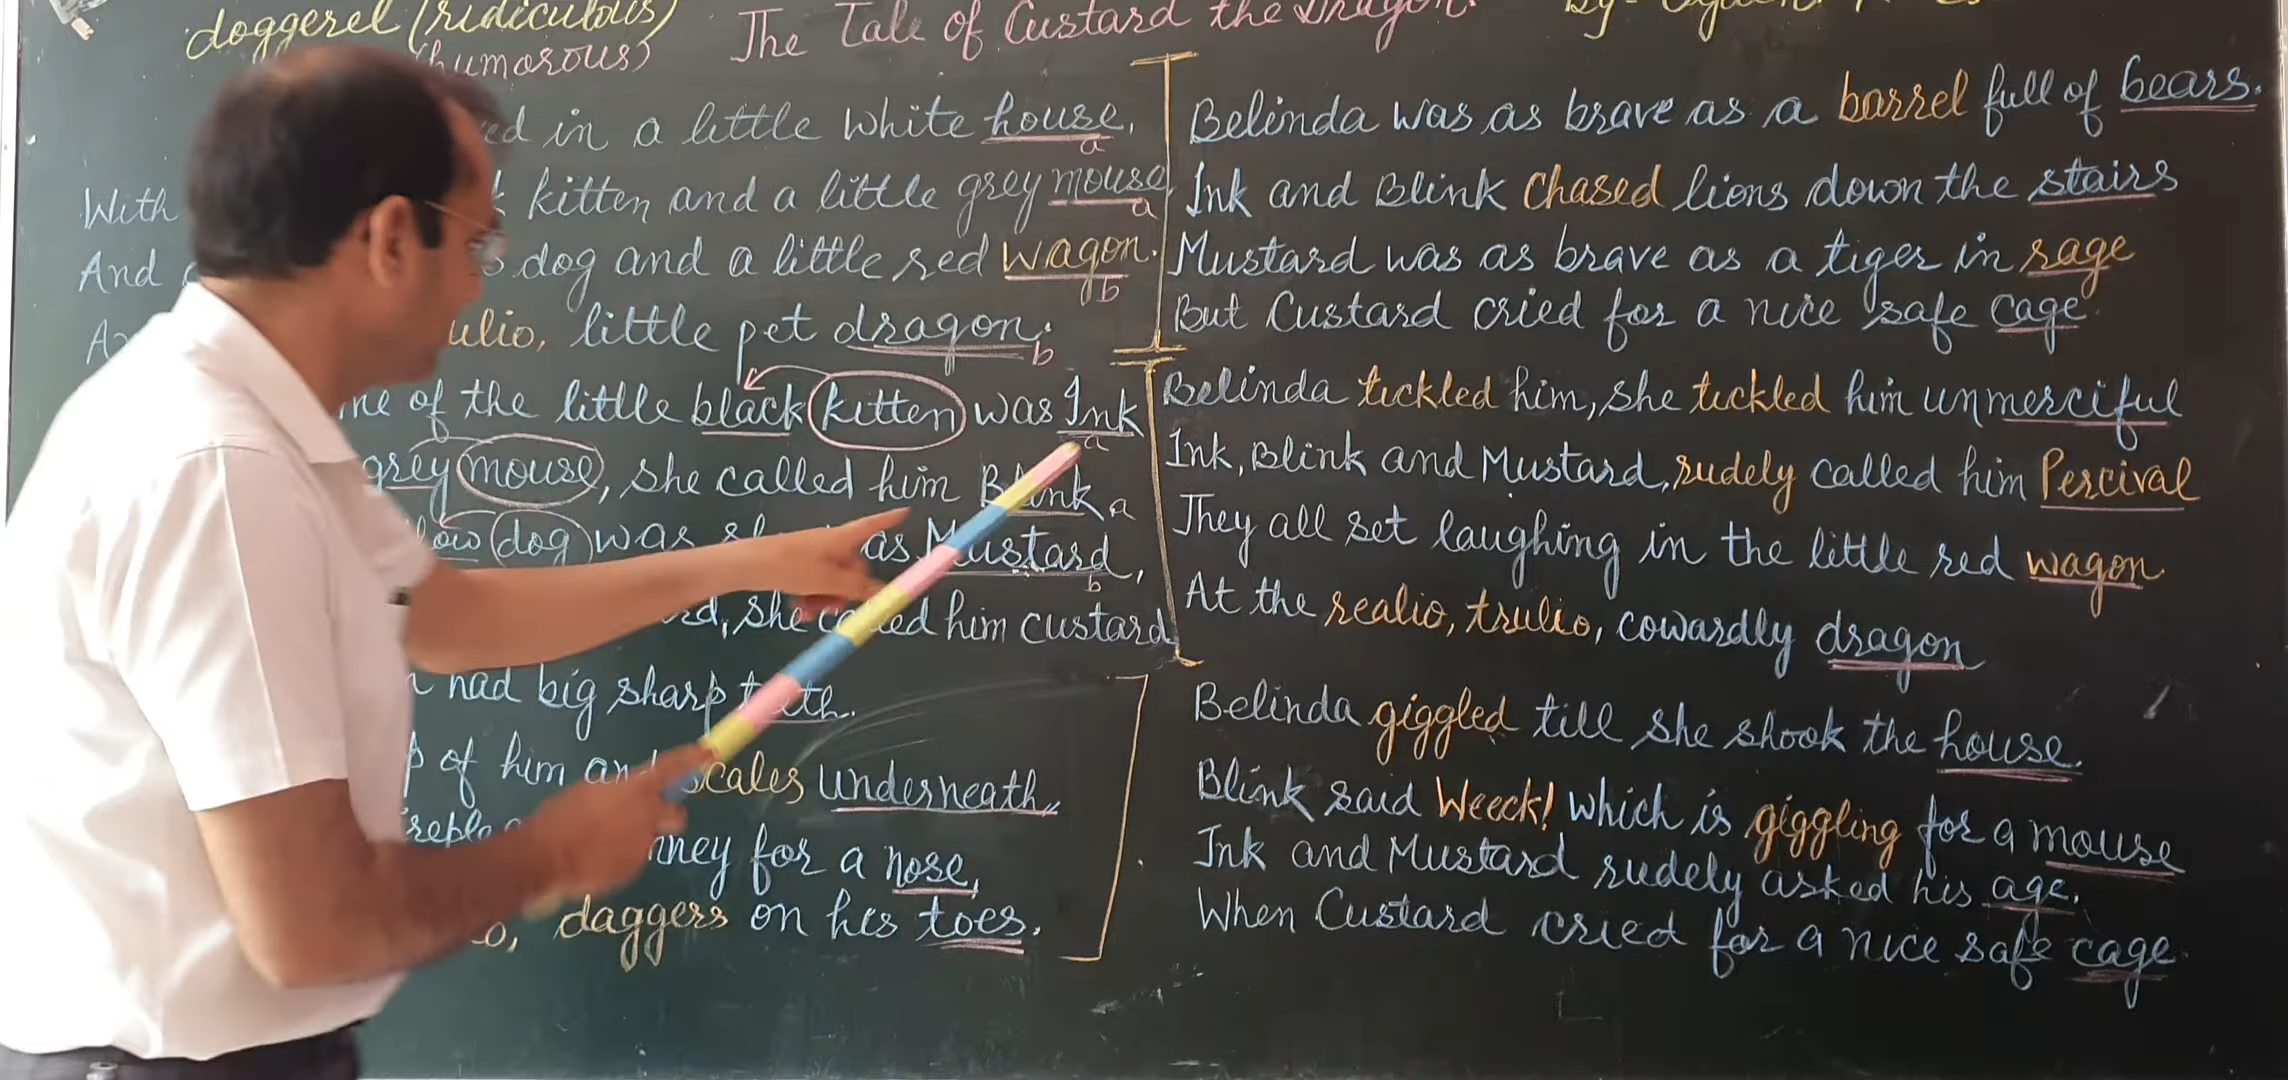 doggerel (ridiculous)
(humorous)
The Tale of Custard the Dragon.
By-
ed in a little white house,
a
With kitten and a little grey mouse,
a
And dog and a little red wagon.
b
ulio, little pet dragon.
b
me of the little black kitten was Ink
a
grey mouse, she called him Blink
a
low dog was as Mustard,
b
rd, she called him custard
had big sharp teeth.
p of him and scales underneath
nney for a nose,
o, daggers on his toes.
Belinda was as brave as a barrel full of bears.
Ink and Blink chased lions down the stairs
Mustard was as brave as a tiger in rage
But Custard cried for a nice safe cage.
Belinda tickled him, she tickled him unmerciful
Ink, Blink and Mustard, rudely called him Percival
They all set laughing in the little red wagon
At the realio, trulio, cowardly dragon
Belinda giggled till she shook the house.
Blink said Weeck! which is giggling for a mouse
Ink and Mustard rudely asked his age.
When Custard cried for a nice safe cage.